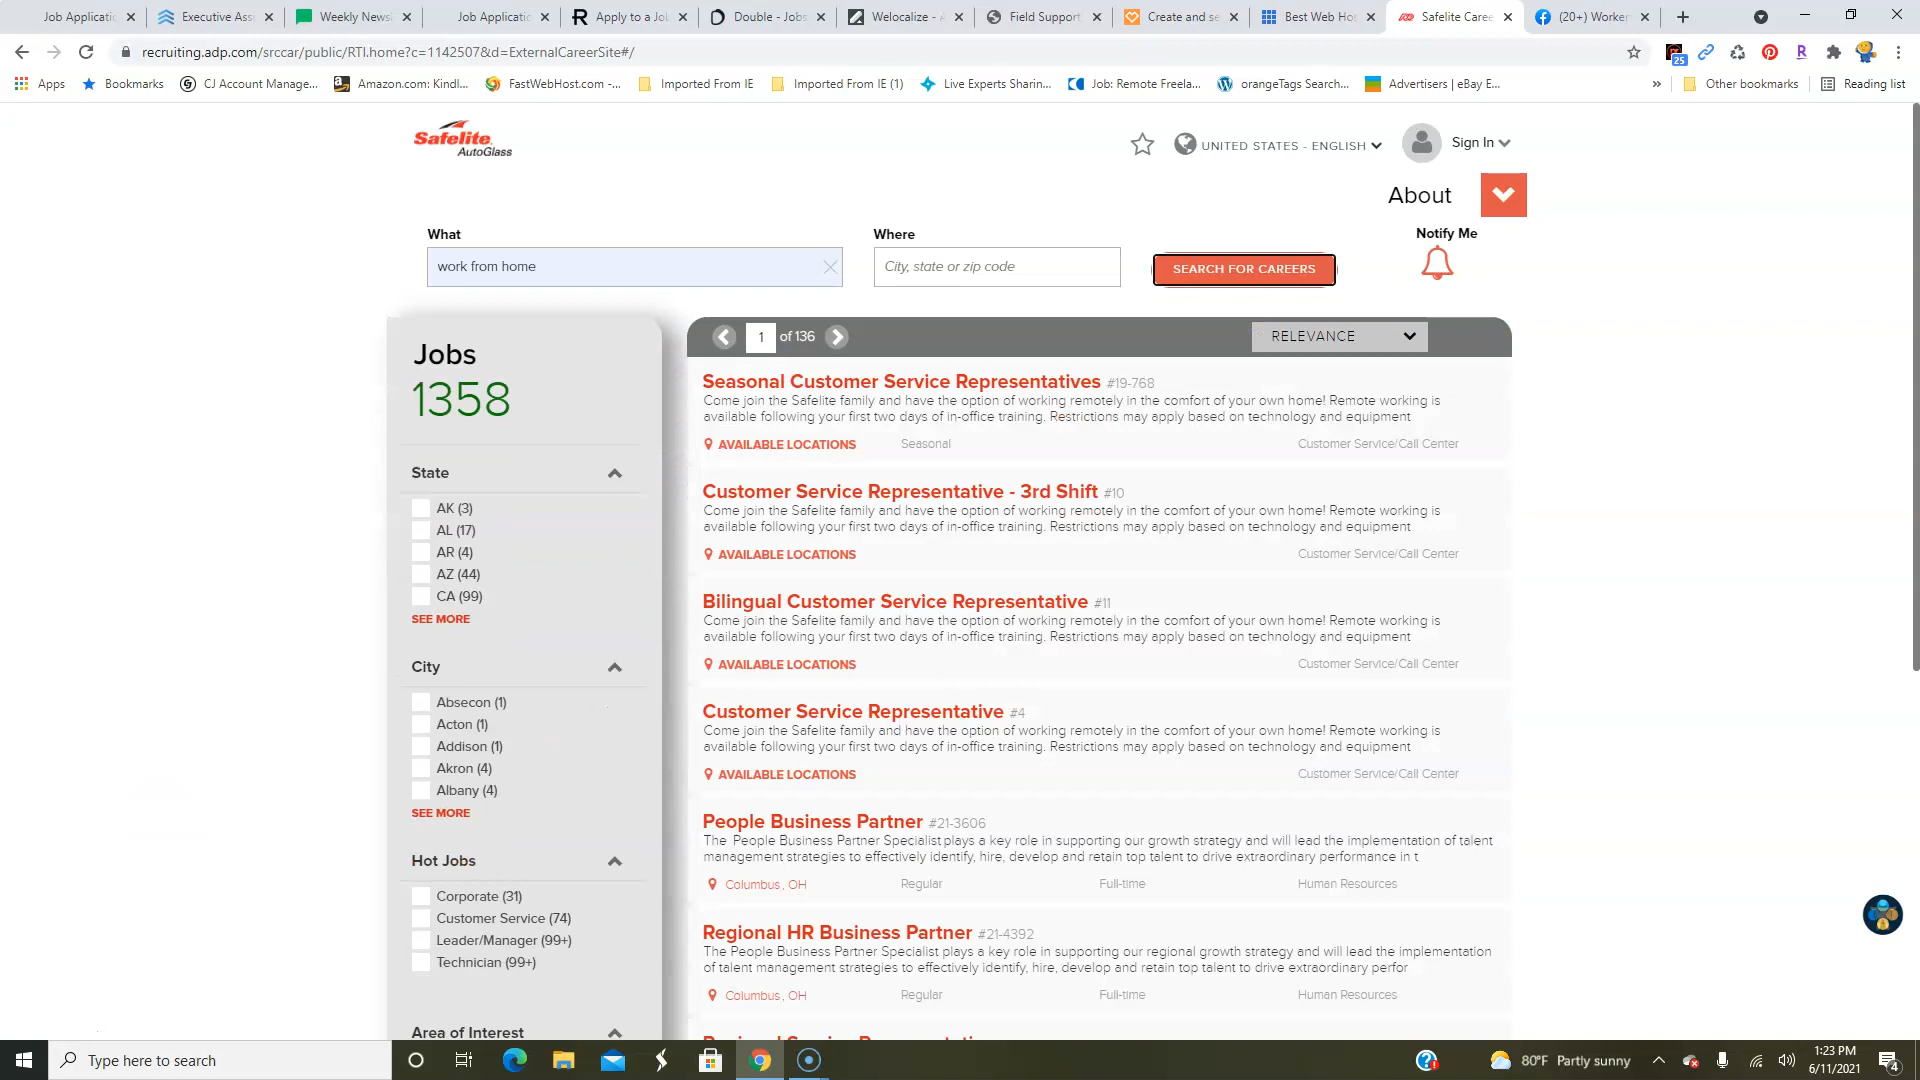 Job Applicatic
Executive Ass
Weekly News
Job Applicatic
Apply to a Jo
Double - Jobs
Welocalize - A
Field Support
Create and se
Best Web Ho
Safelite Caree
(20+) Worker
recruiting.adp.com/srccar/public/RTI.home?c=1142507&d=ExternalCareerSite#/
25
Apps
Bookmarks
CJ Account Manage...
Amazon.com: Kindl...
FastWebHost.com -...
Imported From IE
Imported From IE (1)
Live Experts Sharin...
Job: Remote Freela...
orangeTags Search...
Advertisers | eBay E...
»
Other bookmarks
Reading list
Safelite
AutoGlass
UNITED STATES - ENGLISH
Sign In
About
What
Where
Notify Me
work from home
City, state or zip code
SEARCH FOR CAREERS
Jobs
1358
1 of 136
RELEVANCE
State
AK (3)
AL (17)
AR (4)
AZ (44)
CA (99)
SEE MORE
City
Absecon (1)
Acton (1)
Addison (1)
Akron (4)
Albany (4)
SEE MORE
Hot Jobs
Corporate (31)
Customer Service (74)
Leader/Manager (99+)
Technician (99+)
Area of Interest
Seasonal Customer Service Representatives #19-768
Come join the Safelite family and have the option of working remotely in the comfort of your own home! Remote working is
available following your first two days of in-office training. Restrictions may apply based on technology and equipment
AVAILABLE LOCATIONS Seasonal Customer Service/Call Center
Customer Service Representative - 3rd Shift #10
Come join the Safelite family and have the option of working remotely in the comfort of your own home! Remote working is
available following your first two days of in-office training. Restrictions may apply based on technology and equipment
AVAILABLE LOCATIONS Customer Service/Call Center
Bilingual Customer Service Representative #11
Come join the Safelite family and have the option of working remotely in the comfort of your own home! Remote working is
available following your first two days of in-office training. Restrictions may apply based on technology and equipment
AVAILABLE LOCATIONS Customer Service/Call Center
Customer Service Representative #4
Come join the Safelite family and have the option of working remotely in the comfort of your own home! Remote working is
available following your first two days of in-office training. Restrictions may apply based on technology and equipment
AVAILABLE LOCATIONS Customer Service/Call Center
People Business Partner #21-3606
The People Business Partner Specialist plays a key role in supporting our growth strategy and will lead the implementation of talent
management strategies to effectively identify, hire, develop and retain top talent to drive extraordinary performance in t
Columbus, OH Regular Full-time Human Resources
Regional HR Business Partner #21-4392
The People Business Partner Specialist plays a key role in supporting our regional growth strategy and will lead the implementation
of talent management strategies to effectively identify, hire, develop and retain top talent to drive extraordinary perfor
Columbus, OH Regular Full-time Human Resources
Type here to search
80°F Partly sunny
1:23 PM
6/11/2021
4